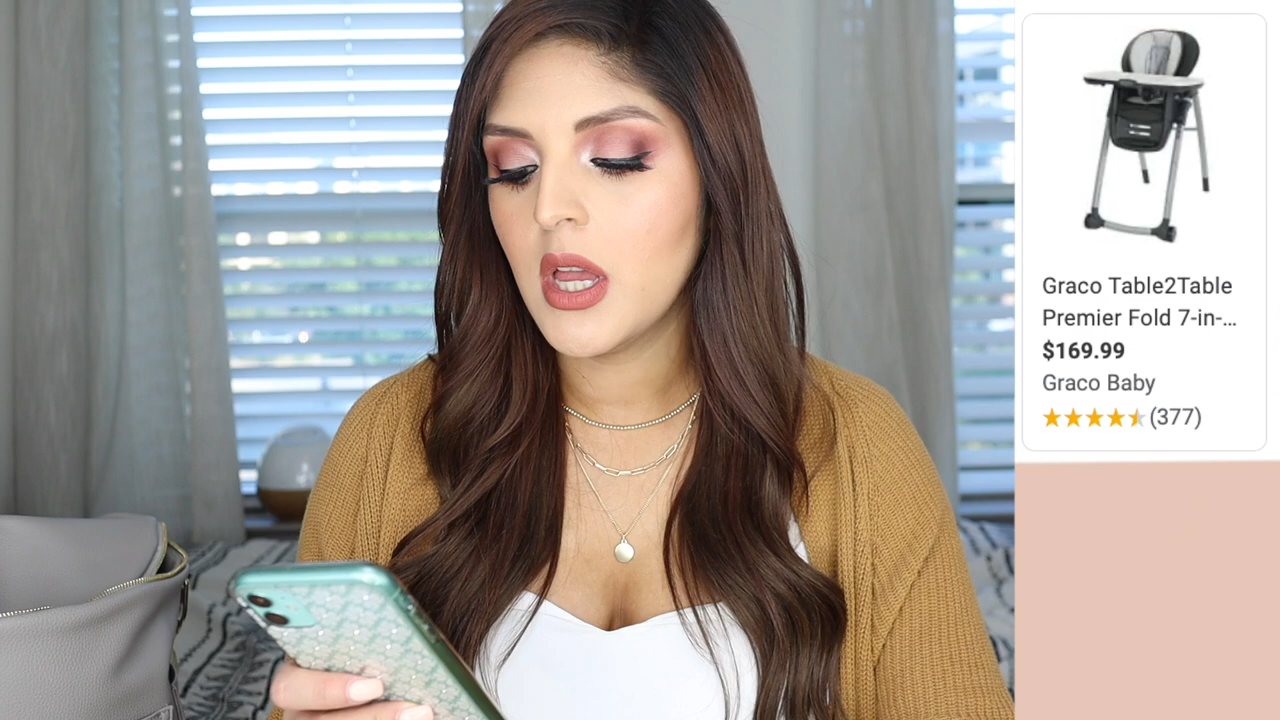 Graco Table2Table
Premier Fold 7-in-...
$169.99
Graco Baby
(377)